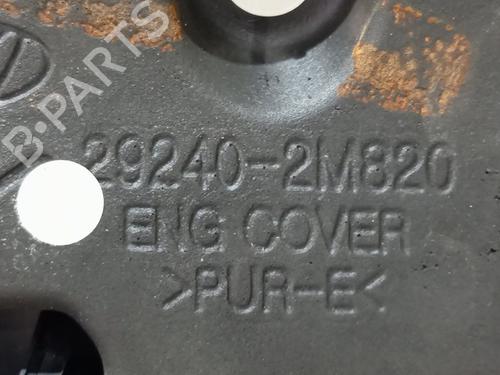 B-PARTS
29240-2M820
ENG COVER
>PUR-E<